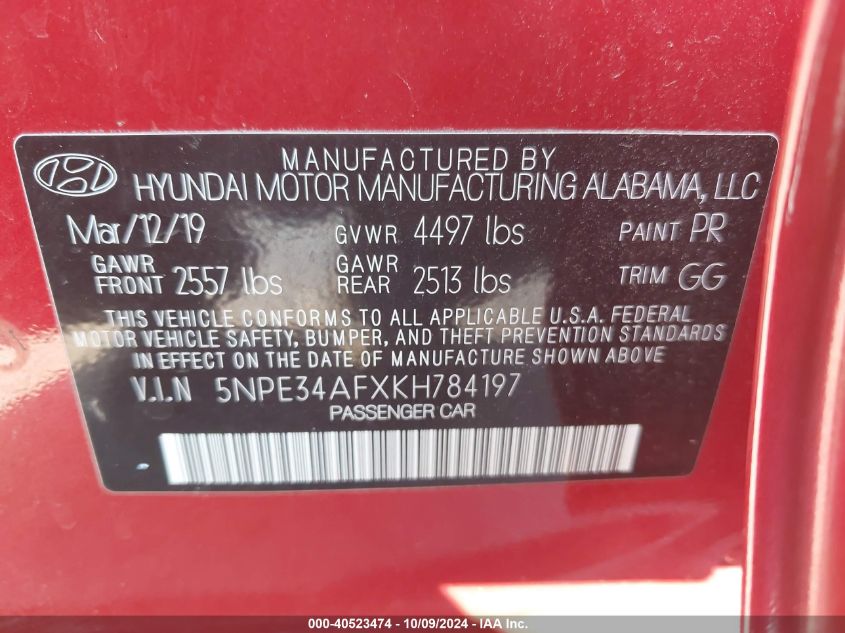 MANUFACTURED BY
HYUNDAI MOTOR MANUFACTURING ALABAMA, LLC
Mar/12/19 GVWR 4497 lbs PAINT PR
GAWR FRONT 2557 lbs GAWR REAR 2513 lbs TRIM GG
THIS VEHICLE CONFORMS TO ALL APPLICABLE U.S.A. FEDERAL
MOTOR VEHICLE SAFETY, BUMPER, AND THEFT PREVENTION STANDARDS
IN EFFECT ON THE DATE OF MANUFACTURE SHOWN ABOVE.
V.I.N 5NPE34AFXKH784197
PASSENGER CAR
000-40523474 - 10/09/2024 - IAA Inc.